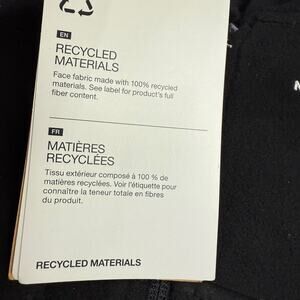 EN
RECYCLED
MATERIALS
Face fabric made with 100% recycled
materials. See label for product's full
fiber content.
FR
MATIÈRES
RECYCLÉES
Tissu extérieur composé à 100 % de
matières recyclées. Voir l'étiquette pour
connaître la teneur totale en fibres
du produit.
RECYCLED MATERIALS